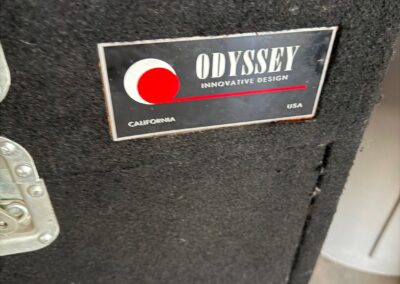 ODYSSEY
INNOVATIVE DESIGN
CALIFORNIA USA